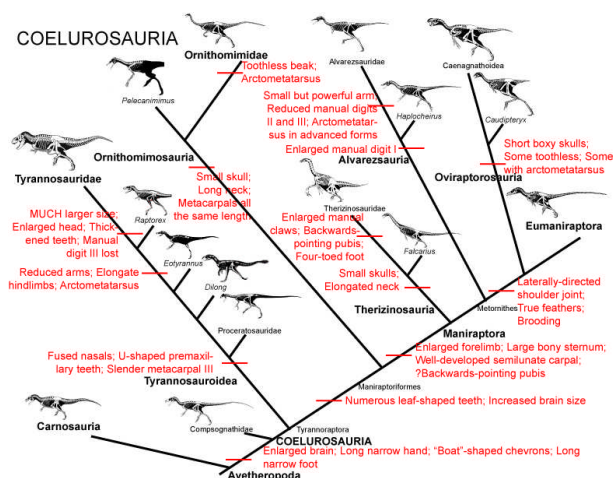 COELUROSAURIA
Ornithomimidae
Alvarezsauridae
Caenagnathoidea
Toothless beak;
Arctometatarsus
Pelecanimimus
Small but powerful arm;
Reduced manual digits
II and III; Arctometatar-
sus in advanced forms
Haplocheirus
Caudipteryx
Enlarged manual digit I
Alvarezsauria
Short boxy skulls;
Some toothless; Some
with arctometatarsus
Oviraptorosauria
Ornithomimosauria
Tyrannosauridae
Small skull;
Long neck;
Metacarpals all
the same length
Raptorex
Therizinosauridae
Eumaniraptora
MUCH larger size;
Enlarged head; Thick-
ened teeth; Manual
digit III lost
Enlarged manual
claws; Backwards-
pointing pubis;
Four-toed foot
Eotyrannus
Falcarius
Reduced arms; Elongate
hindlimbs; Arctometatarsus
Dilong
Small skulls;
Elongated neck
Therizinosauria
Metornithes
Laterally-directed
shoulder joint;
True feathers;
Brooding
Proceratosauridae
Maniraptora
Fused nasals; U-shaped premaxil-
lary teeth; Slender metacarpal III
Tyrannosauroidea
Enlarged forelimb; Large bony sternum;
Well-developed semilunate carpal;
?Backwards-pointing pubis
Maniraptoriformes
Numerous leaf-shaped teeth; Increased brain size
Carnosauria
Compsognathidae
Tyrannoraptora
COELUROSAURIA
Enlarged brain; Long narrow hand; “Boat”-shaped chevrons; Long
narrow foot
Avetheropoda